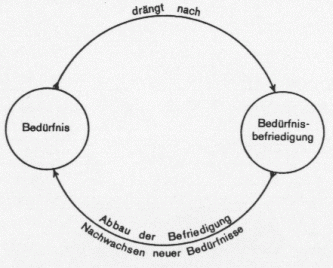 drängt nach
Bedürfnis
Bedürfnis-
befriedigung
Abbau der Befriedigung
Nachwachsen neuer Bedürfnisse